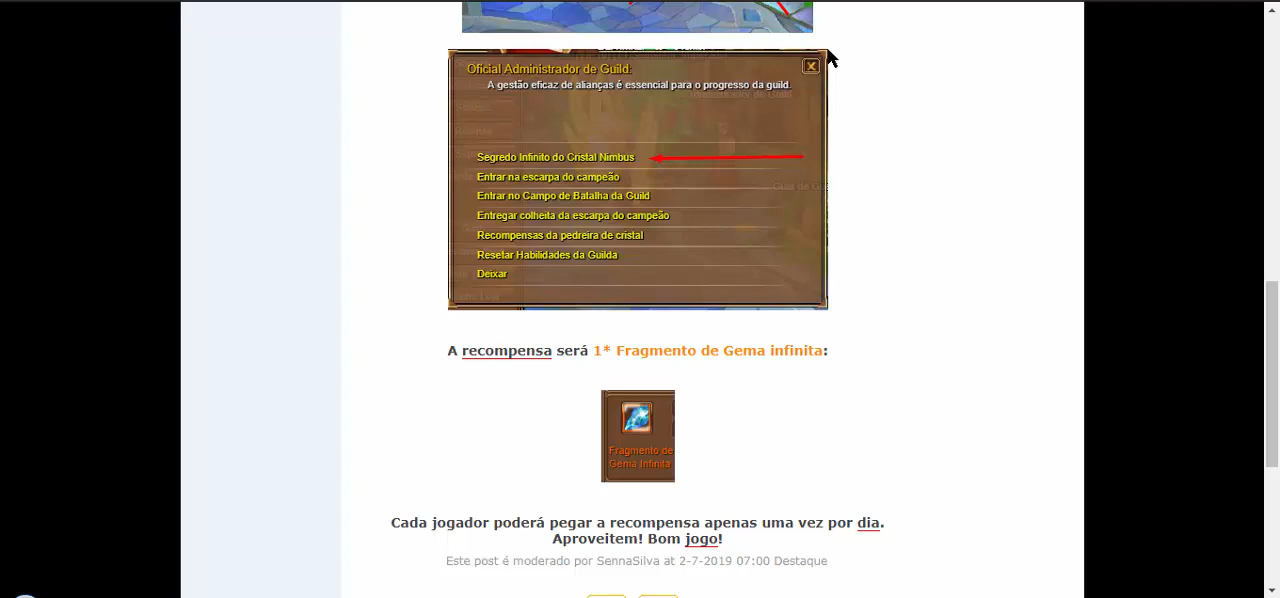 Oficial Administrador de Guild:
A gestão eficaz de alianças é essencial para o progresso da guild.
Segredo Infinito do Cristal Nimbus
Entrar na escarpa do campeão
Entrar no Campo de Batalha da Guild
Entregar colheita da escarpa do campeão
Recompensas da pedreira de cristal
Resetar Habilidades da Guilda
Deixar
A recompensa será 1* Fragmento de Gema infinita:
Fragmento de
Gema Infinita
Cada jogador poderá pegar a recompensa apenas uma vez por dia.
Aproveitem! Bom jogo!
Este post é moderado por SennaSilva at 2-7-2019 07:00 Destaque